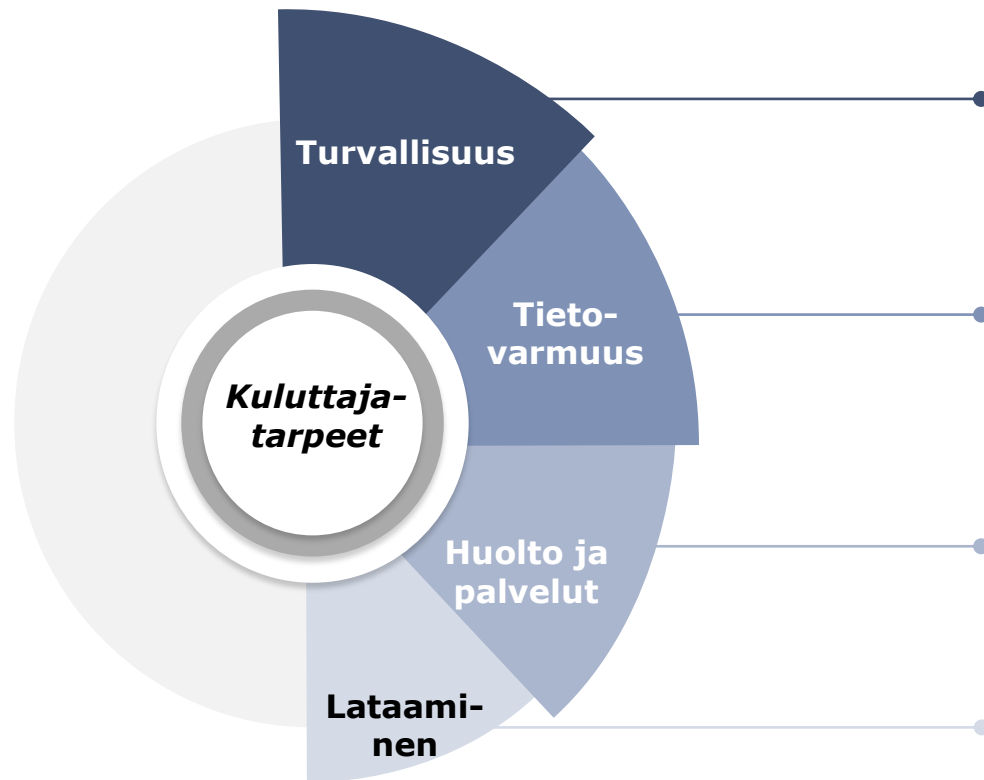 Turvallisuus
Tieto-
varmuus
Kuluttaja-
tarpeet
Huolto ja
palvelut
Lataami-
nen